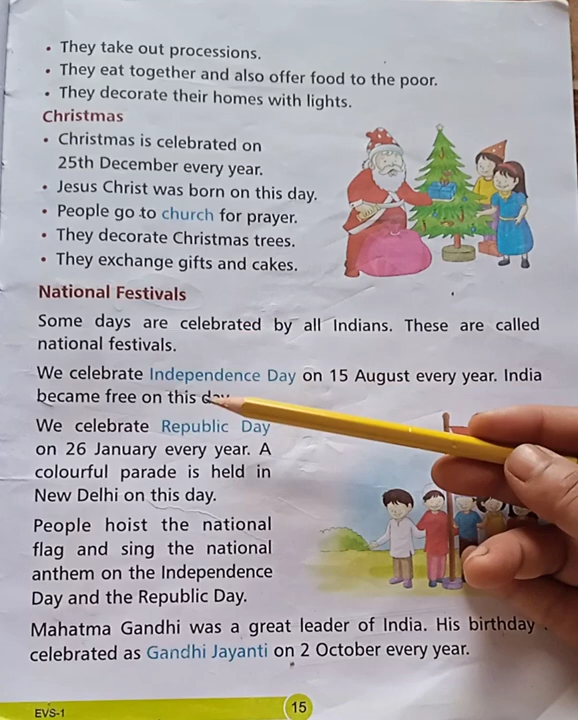 • They take out processions.
• They eat together and also offer food to the poor.
• They decorate their homes with lights.
Christmas
• Christmas is celebrated on
25th December every year.
• Jesus Christ was born on this day.
• People go to church for prayer.
• They decorate Christmas trees.
• They exchange gifts and cakes.
National Festivals
Some days are celebrated by all Indians. These are called
national festivals.
We celebrate Independence Day on 15 August every year. India
became free on this day
We celebrate Republic Day
on 26 January every year. A
colourful parade is held in
New Delhi on this day.
People hoist the national
flag and sing the national
anthem on the Independence
Day and the Republic Day.
Mahatma Gandhi was a great leader of India. His birthday
celebrated as Gandhi Jayanti on 2 October every year.
EVS-1
15